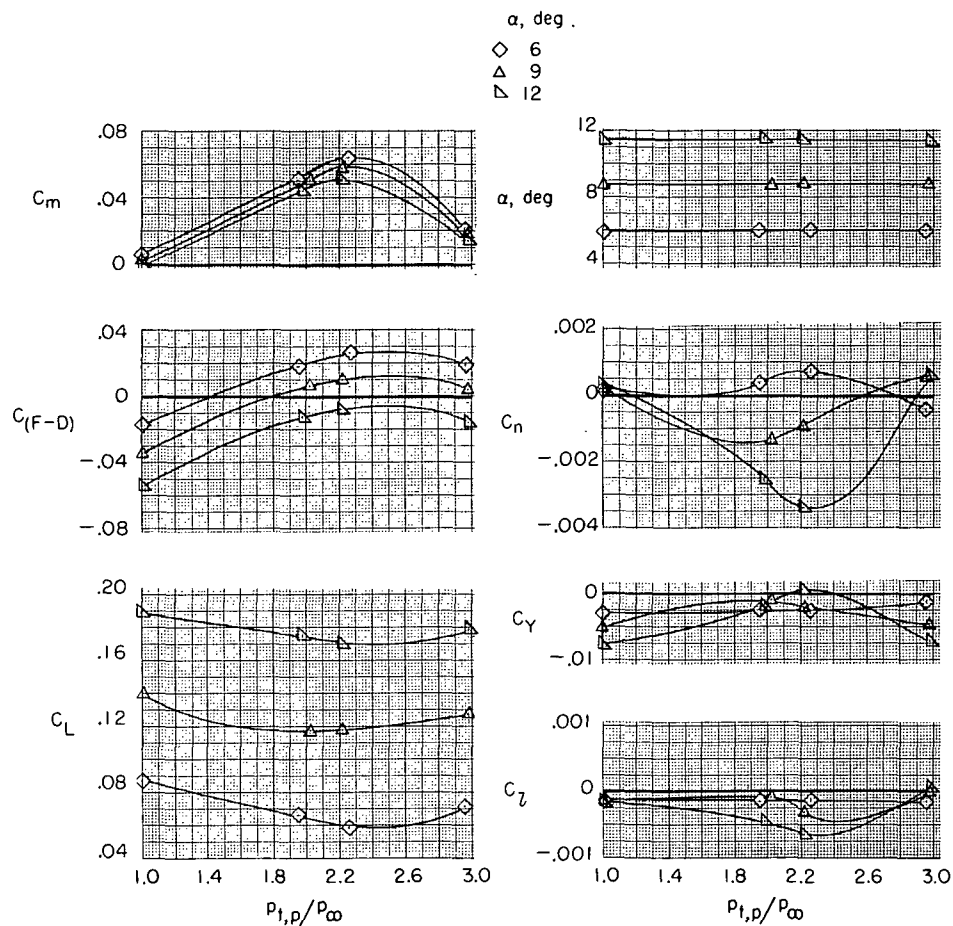 α, deg.
◇ 6
△ 9
◺ 12
.08
C_m
.04
0
.04
0
C_(F-D)
-.04
-.08
.20
.16
C_L
.12
.08
.04
1.0 1.4 1.8 2.2 2.6 3.0
p_t,p/p_∞
12
α, deg
8
4
.002
0
C_n
-.002
-.004
0
C_Y
-.01
.001
C_l
0
-.001
1.0 1.4 1.8 2.2 2.6 3.0
p_t,p/p_∞